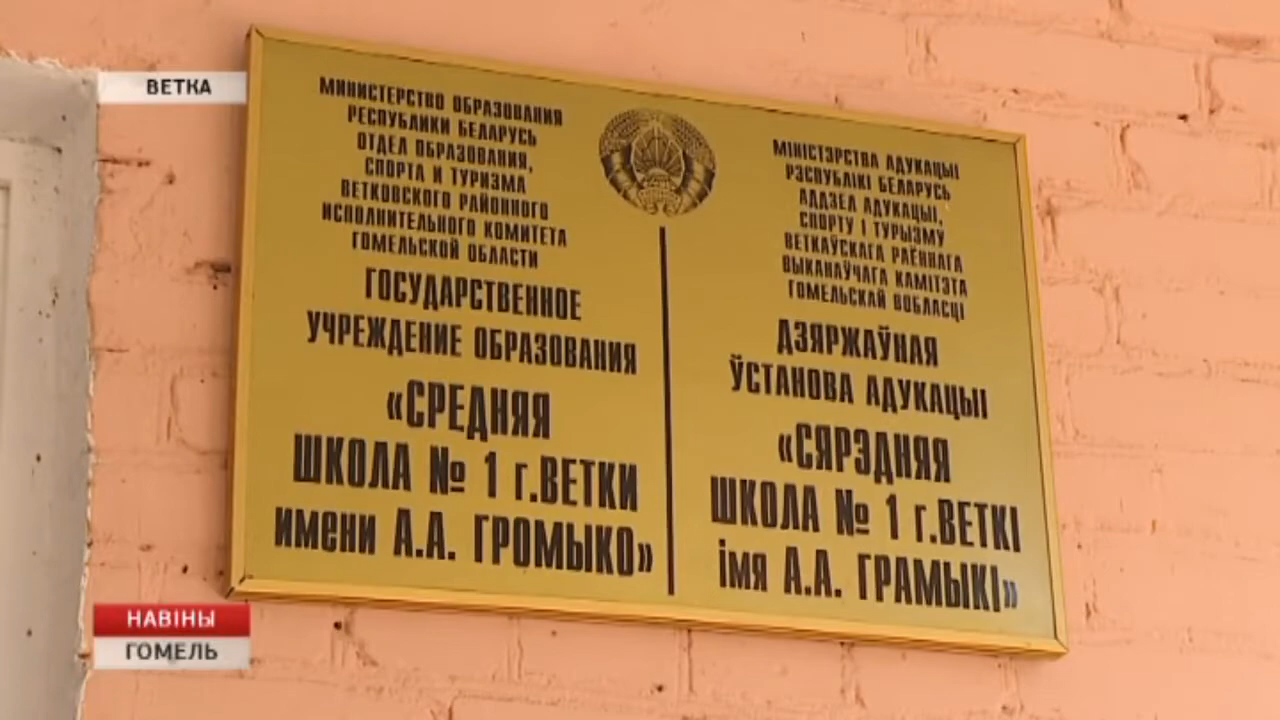 ВЕТКА
МИНИСТЕРСТВО ОБРАЗОВАНИЯ
РЕСПУБЛИКИ БЕЛАРУСЬ
ОТДЕЛ ОБРАЗОВАНИЯ,
СПОРТА И ТУРИЗМА
ВЕТКОВСКОГО РАЙОННОГО
ИСПОЛНИТЕЛЬНОГО КОМИТЕТА
ГОМЕЛЬСКОЙ ОБЛАСТИ
ГОСУДАРСТВЕННОЕ
УЧРЕЖДЕНИЕ ОБРАЗОВАНИЯ
«СРЕДНЯЯ
ШКОЛА № 1 г.ВЕТКИ
имени А.А. ГРОМЫКО»
МІНІСТЭРСТВА АДУКАЦЫІ
РЭСПУБЛІКІ БЕЛАРУСЬ
АДДЗЕЛ АДУКАЦЫІ,
СПОРТУ І ТУРЫЗМУ
ВЕТКАЎСКАГА РАЁННАГА
ВЫКАНАЎЧАГА КАМІТЭТА
ГОМЕЛЬСКАЙ ВОБЛАСЦІ
ДЗЯРЖАЎНАЯ
ЎСТАНОВА АДУКАЦЫІ
«СЯРЭДНЯЯ
ШКОЛА № 1 г.ВЕТКІ
імя А.А. ГРАМЫКІ»
НАВІНЫ
ГОМЕЛЬ